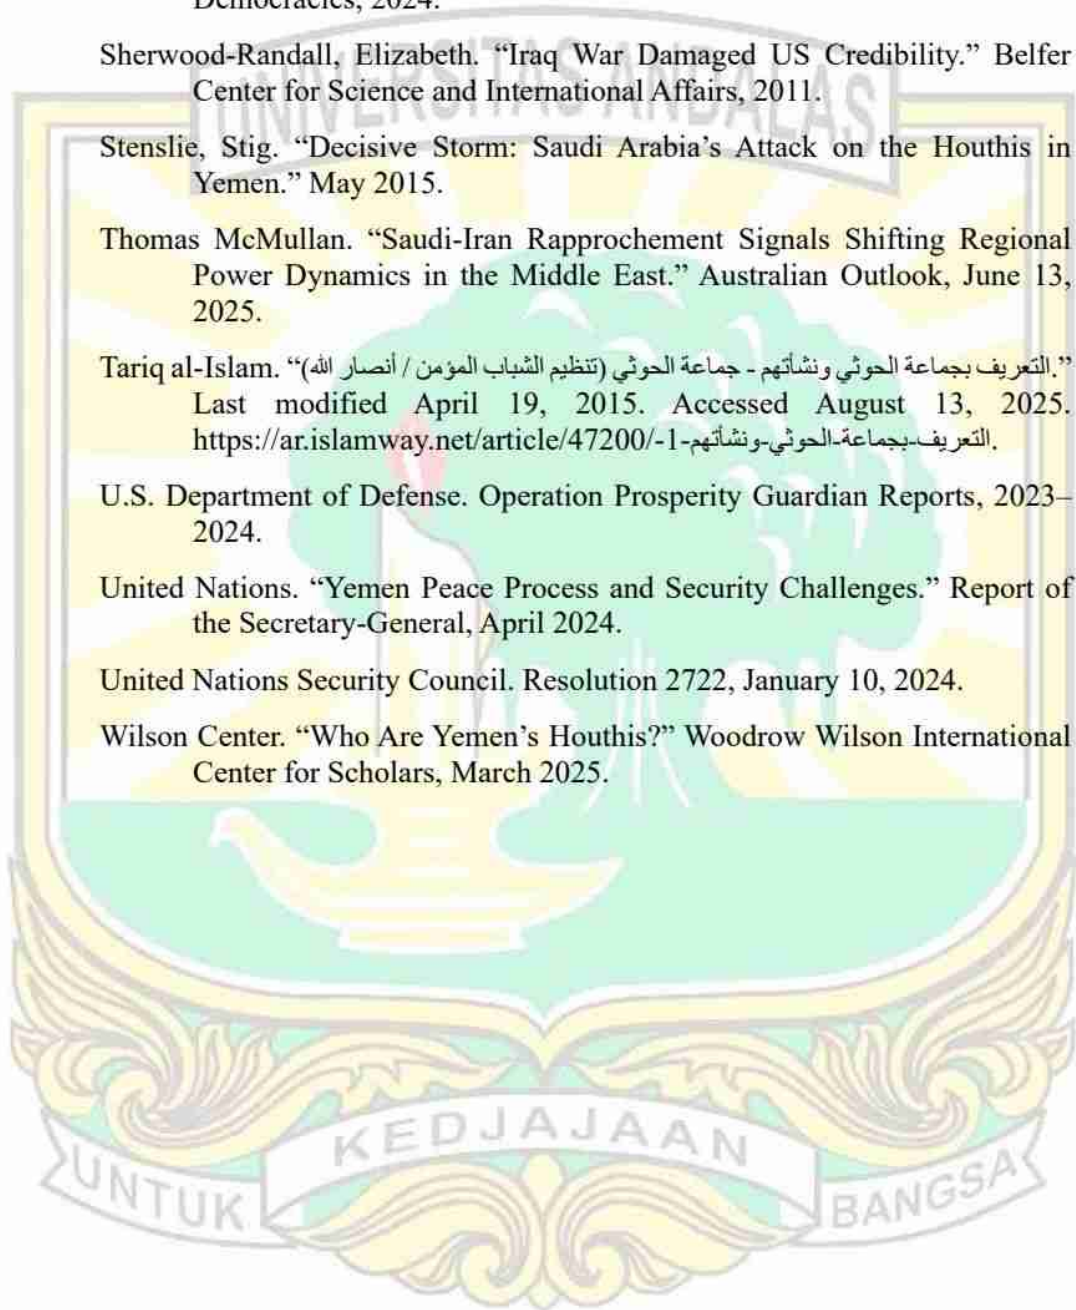 Democracies, 2024.
Sherwood-Randall, Elizabeth. “Iraq War Damaged US Credibility.” Belfer
Center for Science and International Affairs, 2011.
Stenslie, Stig. “Decisive Storm: Saudi Arabia’s Attack on the Houthis in
Yemen.” May 2015.
Thomas McMullan. “Saudi-Iran Rapprochement Signals Shifting Regional
Power Dynamics in the Middle East.” Australian Outlook, June 13,
2025.
Tariq al-Islam. “التعريف بجماعة الحوثي ونشأتهم - جماعة الحوثي (تنظيم الشباب المؤمن / أنصار الله).”
Last modified April 19, 2015. Accessed August 13, 2025.
https://ar.islamway.net/article/47200/-1-التعريف-بجماعة-الحوثي-ونشأتهم.
U.S. Department of Defense. Operation Prosperity Guardian Reports, 2023–
2024.
United Nations. “Yemen Peace Process and Security Challenges.” Report of
the Secretary-General, April 2024.
United Nations Security Council. Resolution 2722, January 10, 2024.
Wilson Center. “Who Are Yemen’s Houthis?” Woodrow Wilson International
Center for Scholars, March 2025.
UNIVERSITAS ANDALAS
UNTUK KEDJAJAAN BANGSA